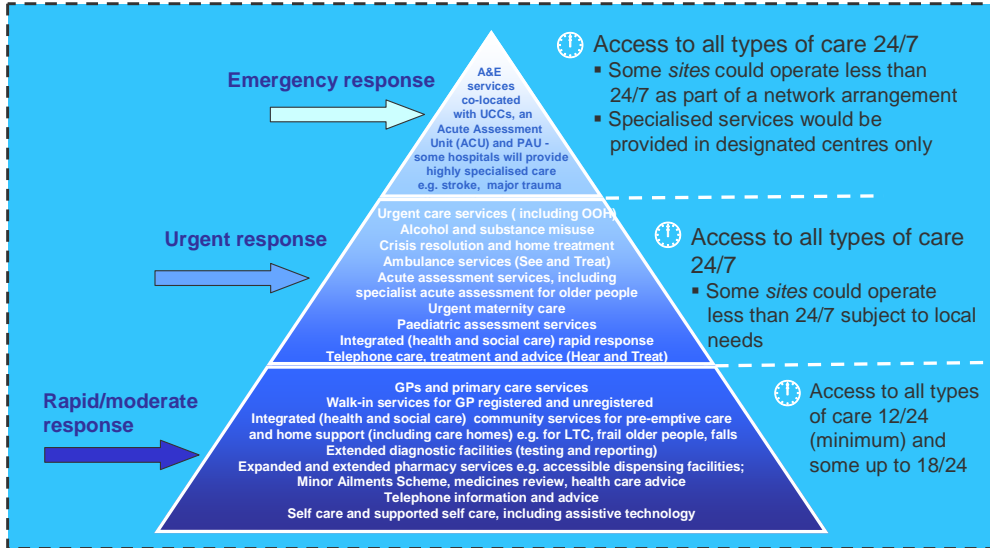 Emergency response
A&E
services
co-located
with UCCs, an
Acute Assessment
Unit (ACU) and PAU -
some hospitals will provide
highly specialised care
e.g. stroke, major trauma
Access to all types of care 24/7
▪ Some sites could operate less than
24/7 as part of a network arrangement
▪ Specialised services would be
provided in designated centres only
Urgent response
Urgent care services ( including OOH)
Alcohol and substance misuse
Crisis resolution and home treatment
Ambulance services (See and Treat)
Acute assessment services, including
specialist acute assessment for older people
Urgent maternity care
Paediatric assessment services
Integrated (health and social care) rapid response
Telephone care, treatment and advice (Hear and Treat)
Access to all types of care
24/7
▪ Some sites could operate
less than 24/7 subject to local
needs
Rapid/moderate
response
GPs and primary care services
Walk-in services for GP registered and unregistered
Integrated (health and social care) community services for pre-emptive care
and home support (including care homes) e.g. for LTC, frail older people, falls
Extended diagnostic facilities (testing and reporting)
Expanded and extended pharmacy services e.g. accessible dispensing facilities;
Minor Ailments Scheme, medicines review, health care advice
Telephone information and advice
Self care and supported self care, including assistive technology
Access to all types
of care 12/24
(minimum) and
some up to 18/24